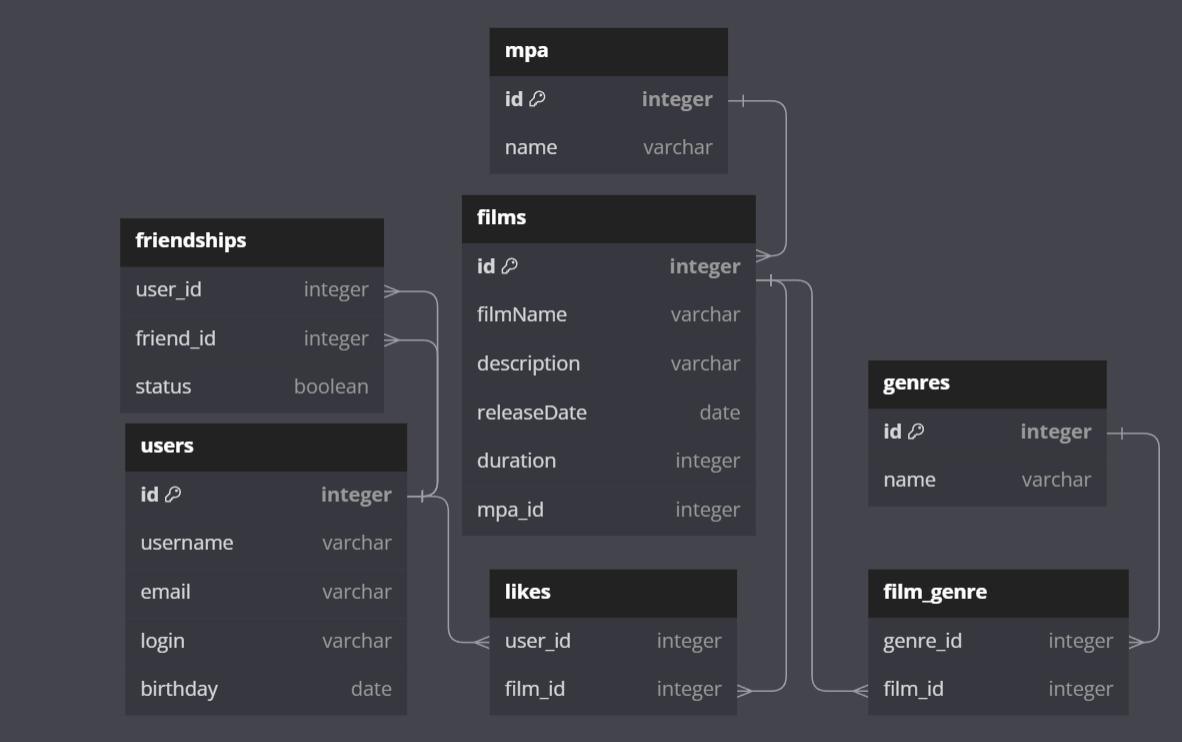 mpa
id integer
name varchar
films
id integer
filmName varchar
description varchar
releaseDate date
duration integer
mpa_id integer
friendships
user_id integer
friend_id integer
status boolean
users
id integer
username varchar
email varchar
login varchar
birthday date
likes
user_id integer
film_id integer
genres
id integer
name varchar
film_genre
genre_id integer
film_id integer